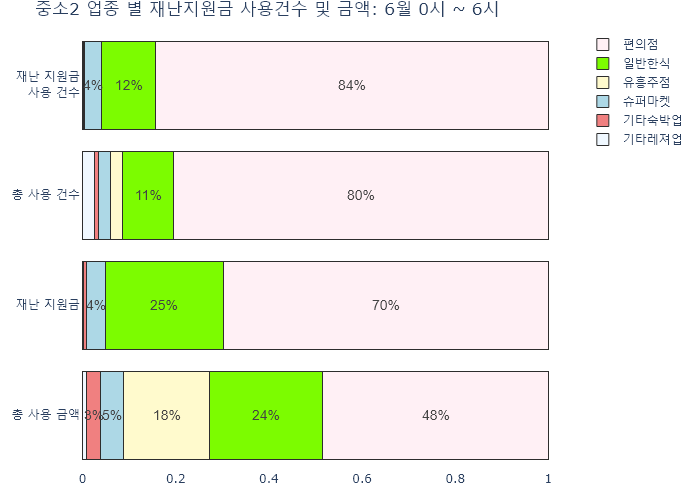 중소2 업종 별 재난지원금 사용건수 및 금액: 6월 0시 ~ 6시
편의점
일반한식
유흥주점
슈퍼마켓
기타숙박업
기타레져업
재난 지원금
사용 건수
4%
12%
84%
총 사용 건수
11%
80%
재난 지원금
4%
25%
70%
총 사용 금액
3%
5%
18%
24%
48%
0
0.2
0.4
0.6
0.8
1